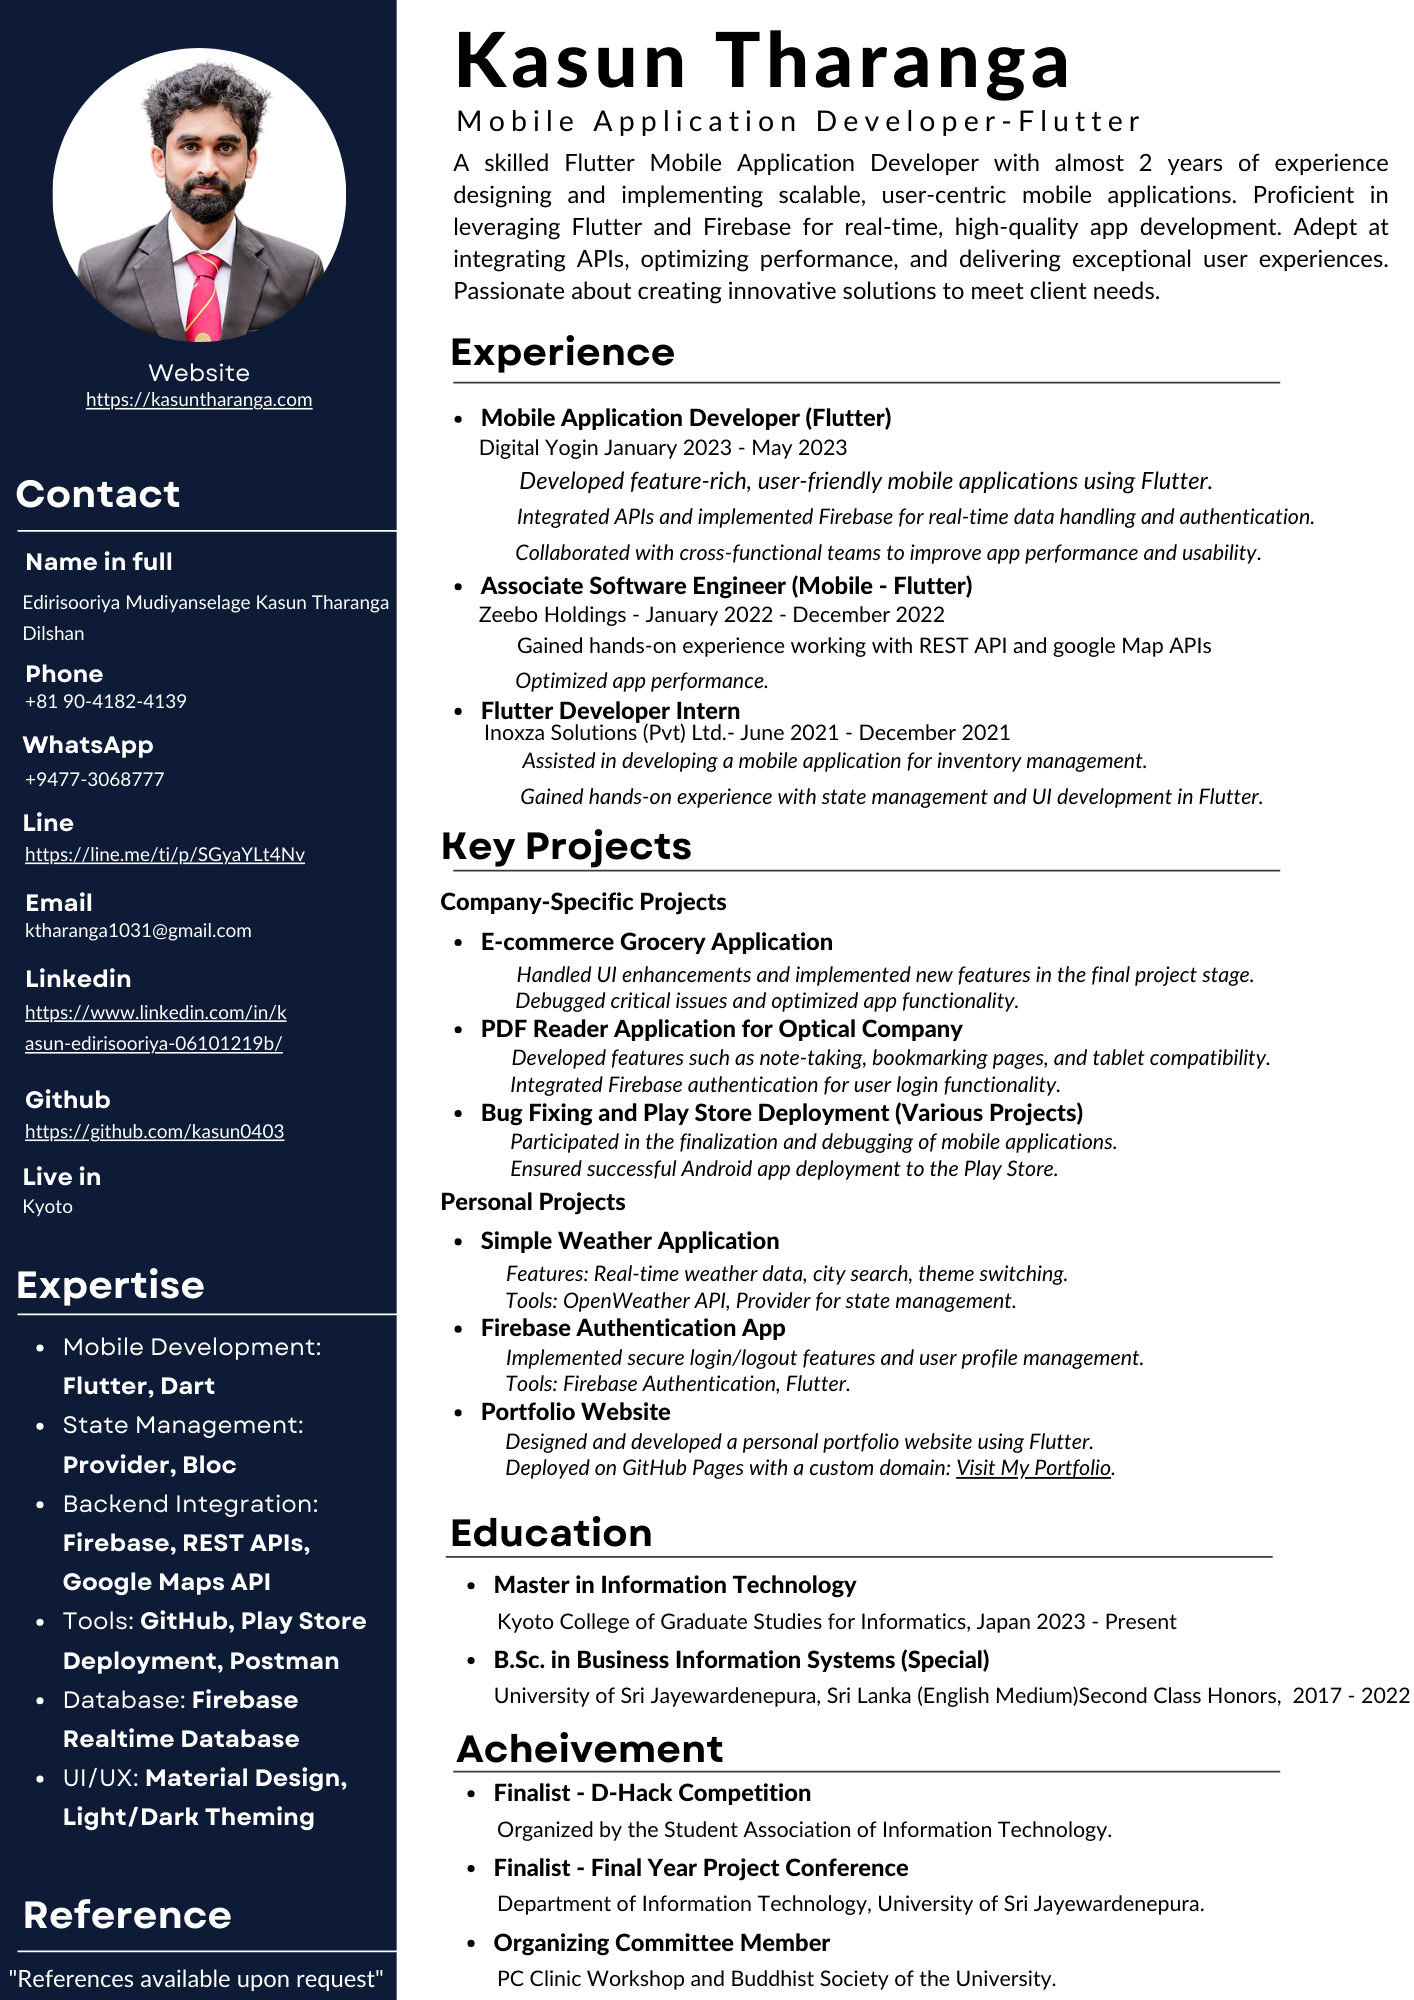 Website
https://kasuntharanga.com
Contact
Name in full
Edirisooriya Mudiyanselage Kasun Tharanga
Dilshan
Phone
+81 90-4182-4139
WhatsApp
+9477-3068777
Line
https://line.me/ti/p/SGyaYLt4Nv
Email
ktharanga1031@gmail.com
Linkedin
https://www.linkedin.com/in/k
asun-edirisooriya-06101219b/
Github
https://github.com/kasun0403
Live in
Kyoto
Expertise
• Mobile Development:
Flutter, Dart
• State Management:
Provider, Bloc
• Backend Integration:
Firebase, REST APIs,
Google Maps API
• Tools: GitHub, Play Store
Deployment, Postman
• Database: Firebase
Realtime Database
• UI/UX: Material Design,
Light/Dark Theming
Reference
"References available upon request"
Kasun Tharanga
Mobile Application Developer-Flutter
A skilled Flutter Mobile Application Developer with almost 2 years of experience
designing and implementing scalable, user-centric mobile applications. Proficient in
leveraging Flutter and Firebase for real-time, high-quality app development. Adept at
integrating APIs, optimizing performance, and delivering exceptional user experiences.
Passionate about creating innovative solutions to meet client needs.
Experience
• Mobile Application Developer (Flutter)
Digital Yogin January 2023 - May 2023
Developed feature-rich, user-friendly mobile applications using Flutter.
Integrated APIs and implemented Firebase for real-time data handling and authentication.
Collaborated with cross-functional teams to improve app performance and usability.
• Associate Software Engineer (Mobile - Flutter)
Zeebo Holdings - January 2022 - December 2022
Gained hands-on experience working with REST API and google Map APIs
Optimized app performance.
• Flutter Developer Intern
Inoxza Solutions (Pvt) Ltd.- June 2021 - December 2021
Assisted in developing a mobile application for inventory management.
Gained hands-on experience with state management and UI development in Flutter.
Key Projects
Company-Specific Projects
• E-commerce Grocery Application
Handled UI enhancements and implemented new features in the final project stage.
Debugged critical issues and optimized app functionality.
• PDF Reader Application for Optical Company
Developed features such as note-taking, bookmarking pages, and tablet compatibility.
Integrated Firebase authentication for user login functionality.
• Bug Fixing and Play Store Deployment (Various Projects)
Participated in the finalization and debugging of mobile applications.
Ensured successful Android app deployment to the Play Store.
Personal Projects
• Simple Weather Application
Features: Real-time weather data, city search, theme switching.
Tools: OpenWeather API, Provider for state management.
• Firebase Authentication App
Implemented secure login/logout features and user profile management.
Tools: Firebase Authentication, Flutter.
• Portfolio Website
Designed and developed a personal portfolio website using Flutter.
Deployed on GitHub Pages with a custom domain: Visit My Portfolio.
Education
• Master in Information Technology
Kyoto College of Graduate Studies for Informatics, Japan 2023 - Present
• B.Sc. in Business Information Systems (Special)
University of Sri Jayewardenepura, Sri Lanka (English Medium)Second Class Honors, 2017 - 2022
Acheivement
• Finalist - D-Hack Competition
Organized by the Student Association of Information Technology.
• Finalist - Final Year Project Conference
Department of Information Technology, University of Sri Jayewardenepura.
• Organizing Committee Member
PC Clinic Workshop and Buddhist Society of the University.